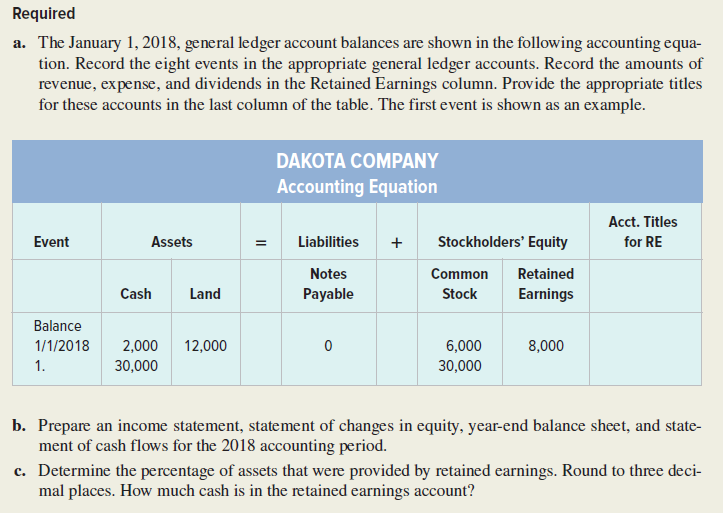 Required
a. The January 1, 2018, general ledger account balances are shown in the following accounting equa-
tion. Record the eight events in the appropriate general ledger accounts. Record the amounts of
revenue, expense, and dividends in the Retained Earnings column. Provide the appropriate titles
for these accounts in the last column of the table. The first event is shown as an example.
DAKOTA COMPANY
Accounting Equation
Event Assets = Liabilities + Stockholders' Equity Acct. Titles
for RE
Cash Land Notes
Payable Common
Stock Retained
Earnings
Balance
1/1/2018 2,000 12,000 0 6,000 8,000
1. 30,000 30,000
b. Prepare an income statement, statement of changes in equity, year-end balance sheet, and state-
ment of cash flows for the 2018 accounting period.
c. Determine the percentage of assets that were provided by retained earnings. Round to three deci-
mal places. How much cash is in the retained earnings account?